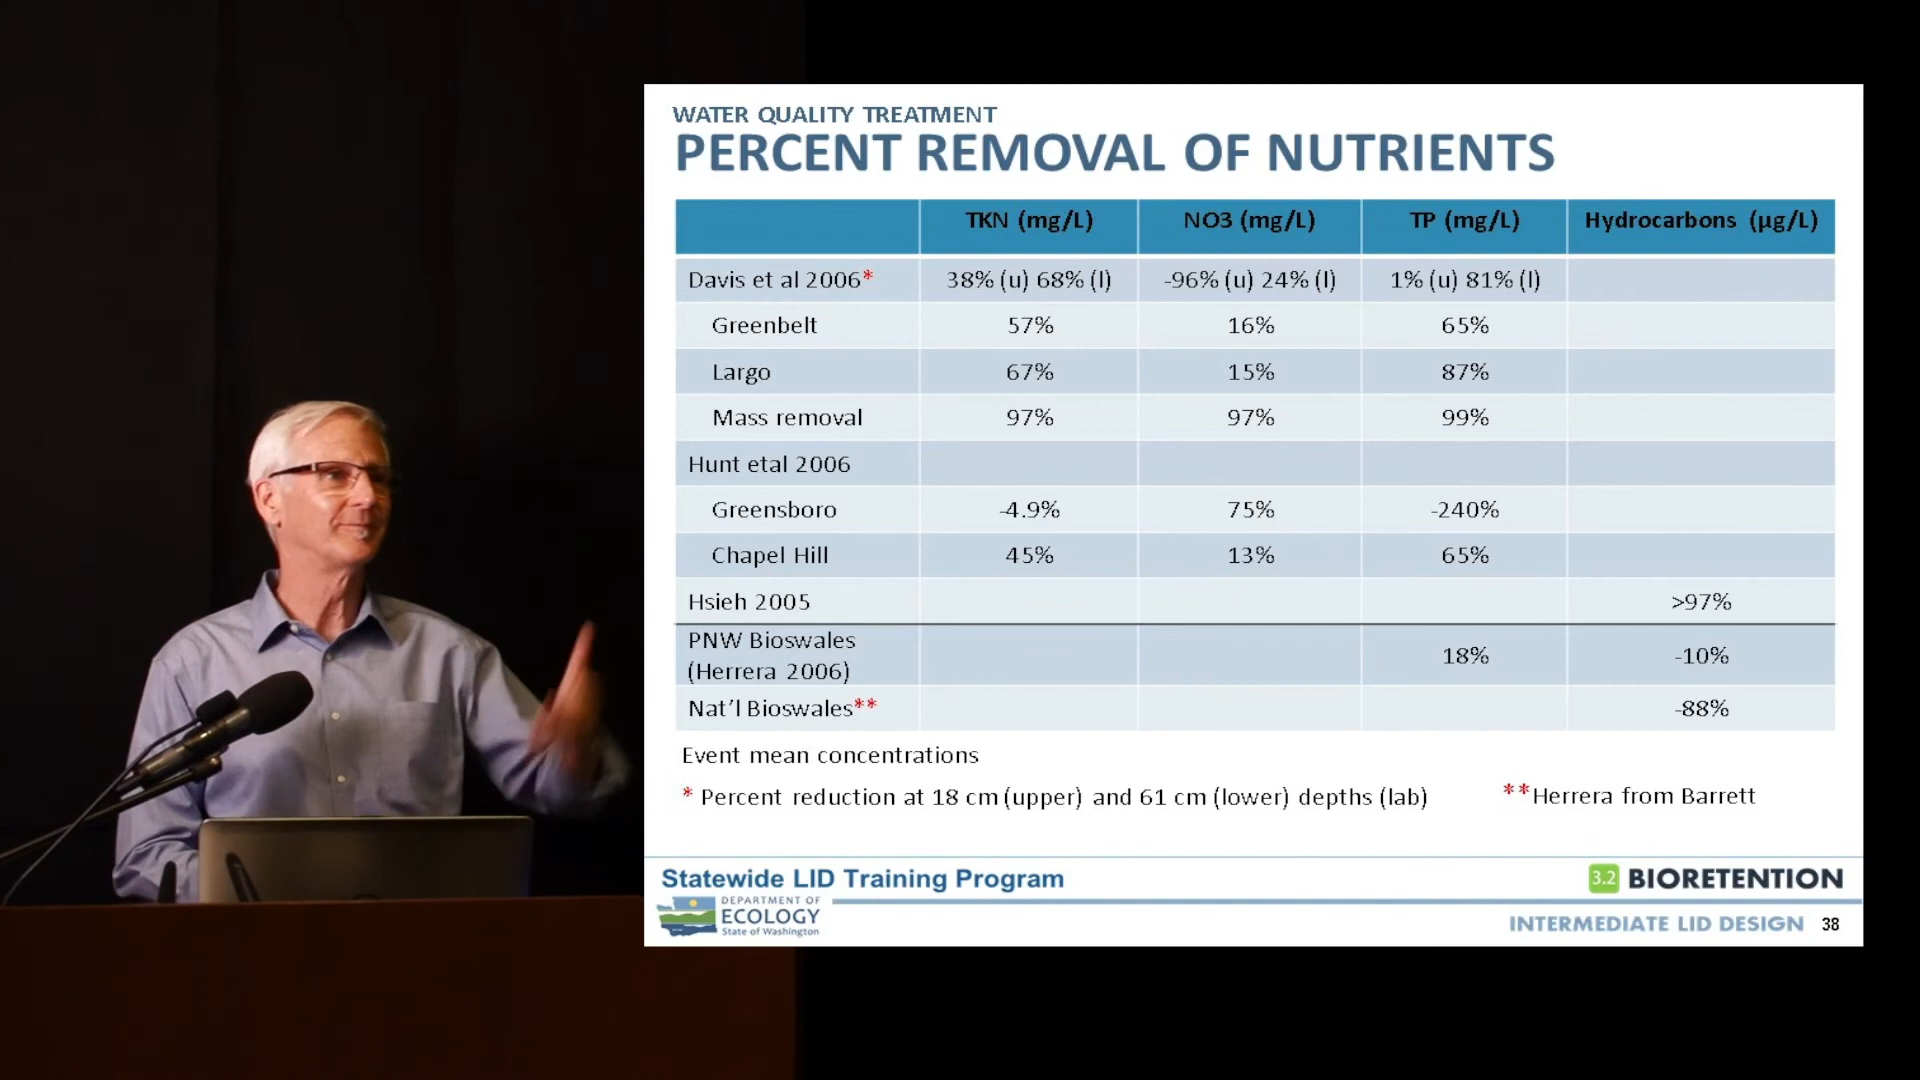 WATER QUALITY TREATMENT
PERCENT REMOVAL OF NUTRIENTS
TKN (mg/L) NO3 (mg/L) TP (mg/L) Hydrocarbons (µg/L)
Davis et al 2006* 38% (u) 68% (l) -96% (u) 24% (l) 1% (u) 81% (l)
Greenbelt 57% 16% 65%
Largo 67% 15% 87%
Mass removal 97% 97% 99%
Hunt etal 2006
Greensboro -4.9% 75% -240%
Chapel Hill 45% 13% 65%
Hsieh 2005 >97%
PNW Bioswales
(Herrera 2006) 18% -10%
Nat’l Bioswales** -88%
Event mean concentrations
* Percent reduction at 18 cm (upper) and 61 cm (lower) depths (lab) **Herrera from Barrett
Statewide LID Training Program
3.2 BIORETENTION
DEPARTMENT OF
ECOLOGY
State of Washington
INTERMEDIATE LID DESIGN 38